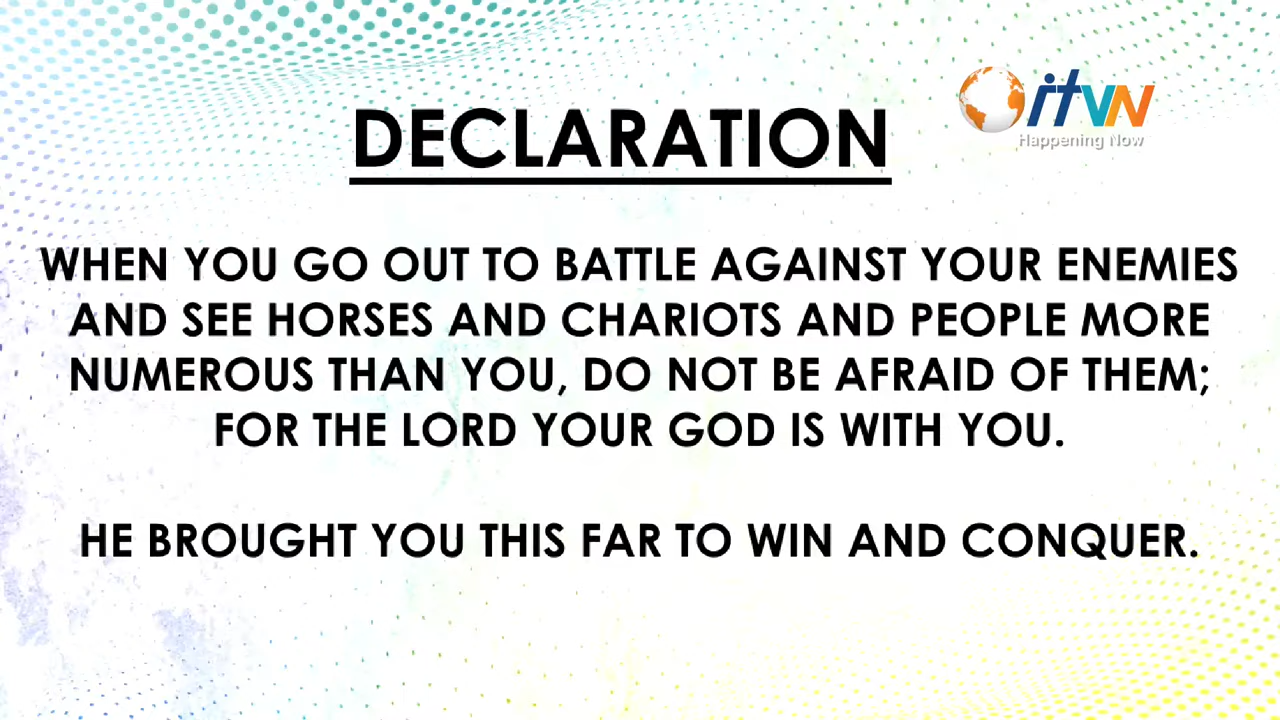 itvn
Happening Now
DECLARATION
WHEN YOU GO OUT TO BATTLE AGAINST YOUR ENEMIES
AND SEE HORSES AND CHARIOTS AND PEOPLE MORE
NUMEROUS THAN YOU, DO NOT BE AFRAID OF THEM;
FOR THE LORD YOUR GOD IS WITH YOU.
HE BROUGHT YOU THIS FAR TO WIN AND CONQUER.